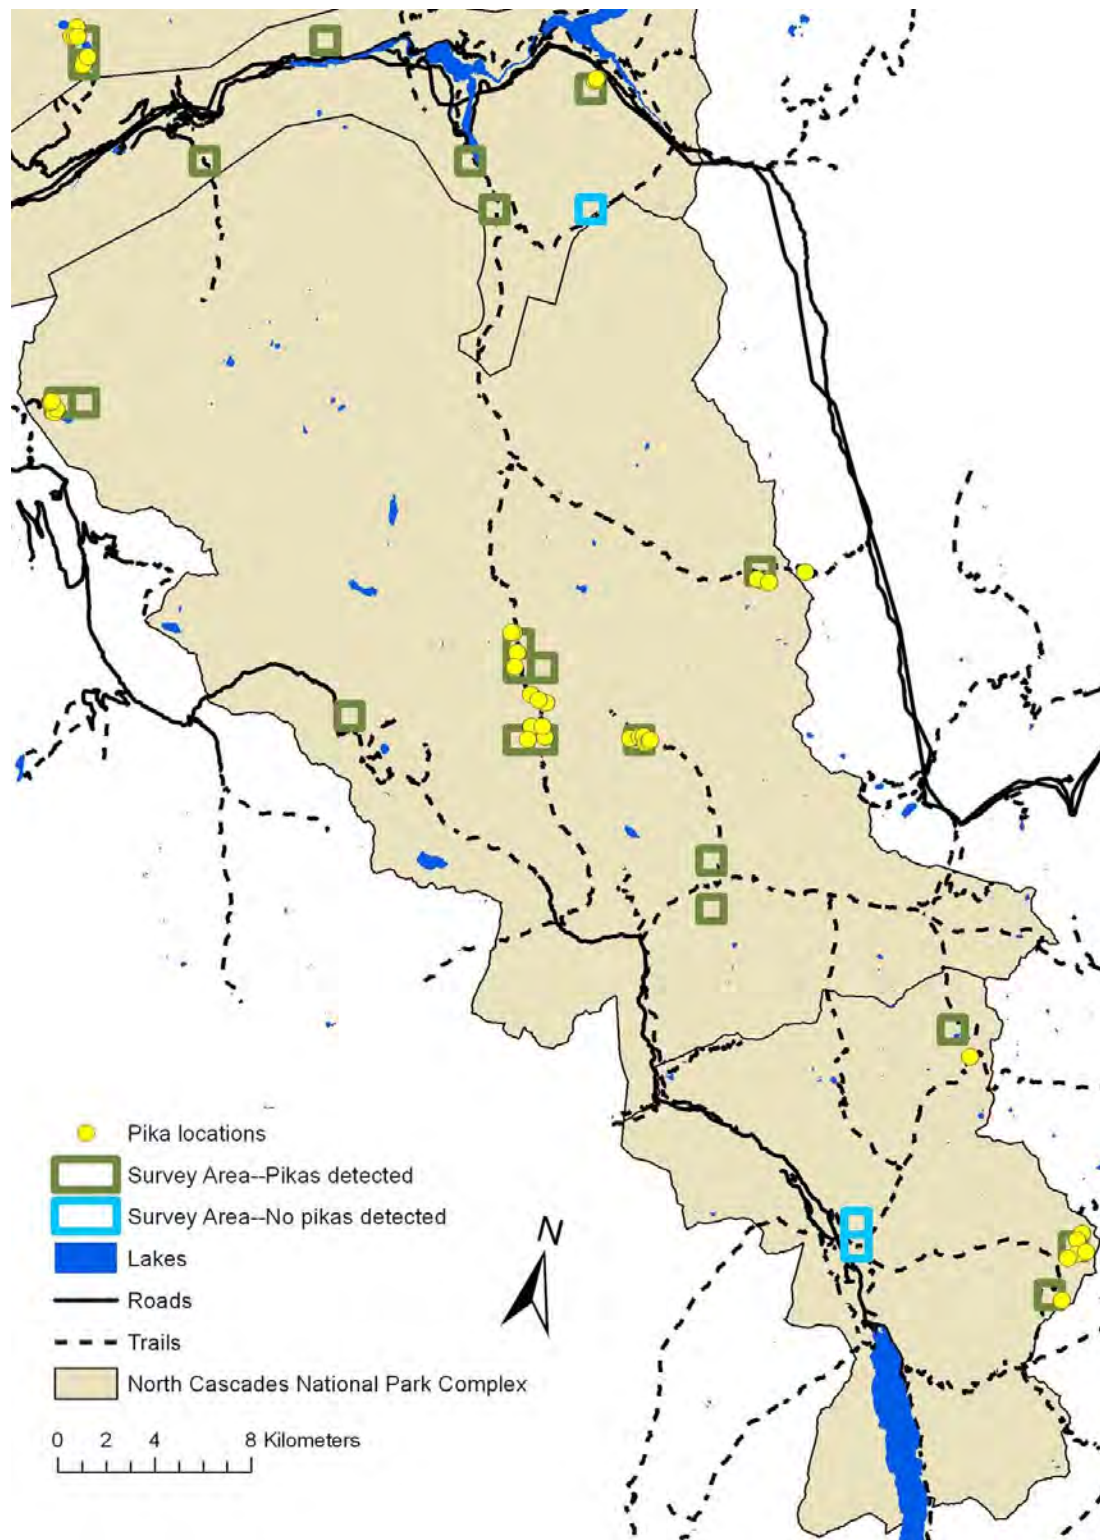 Pika locations
Survey Area--Pikas detected
Survey Area--No pikas detected
Lakes
Roads
Trails
North Cascades National Park Complex
0 2 4 8 Kilometers
N